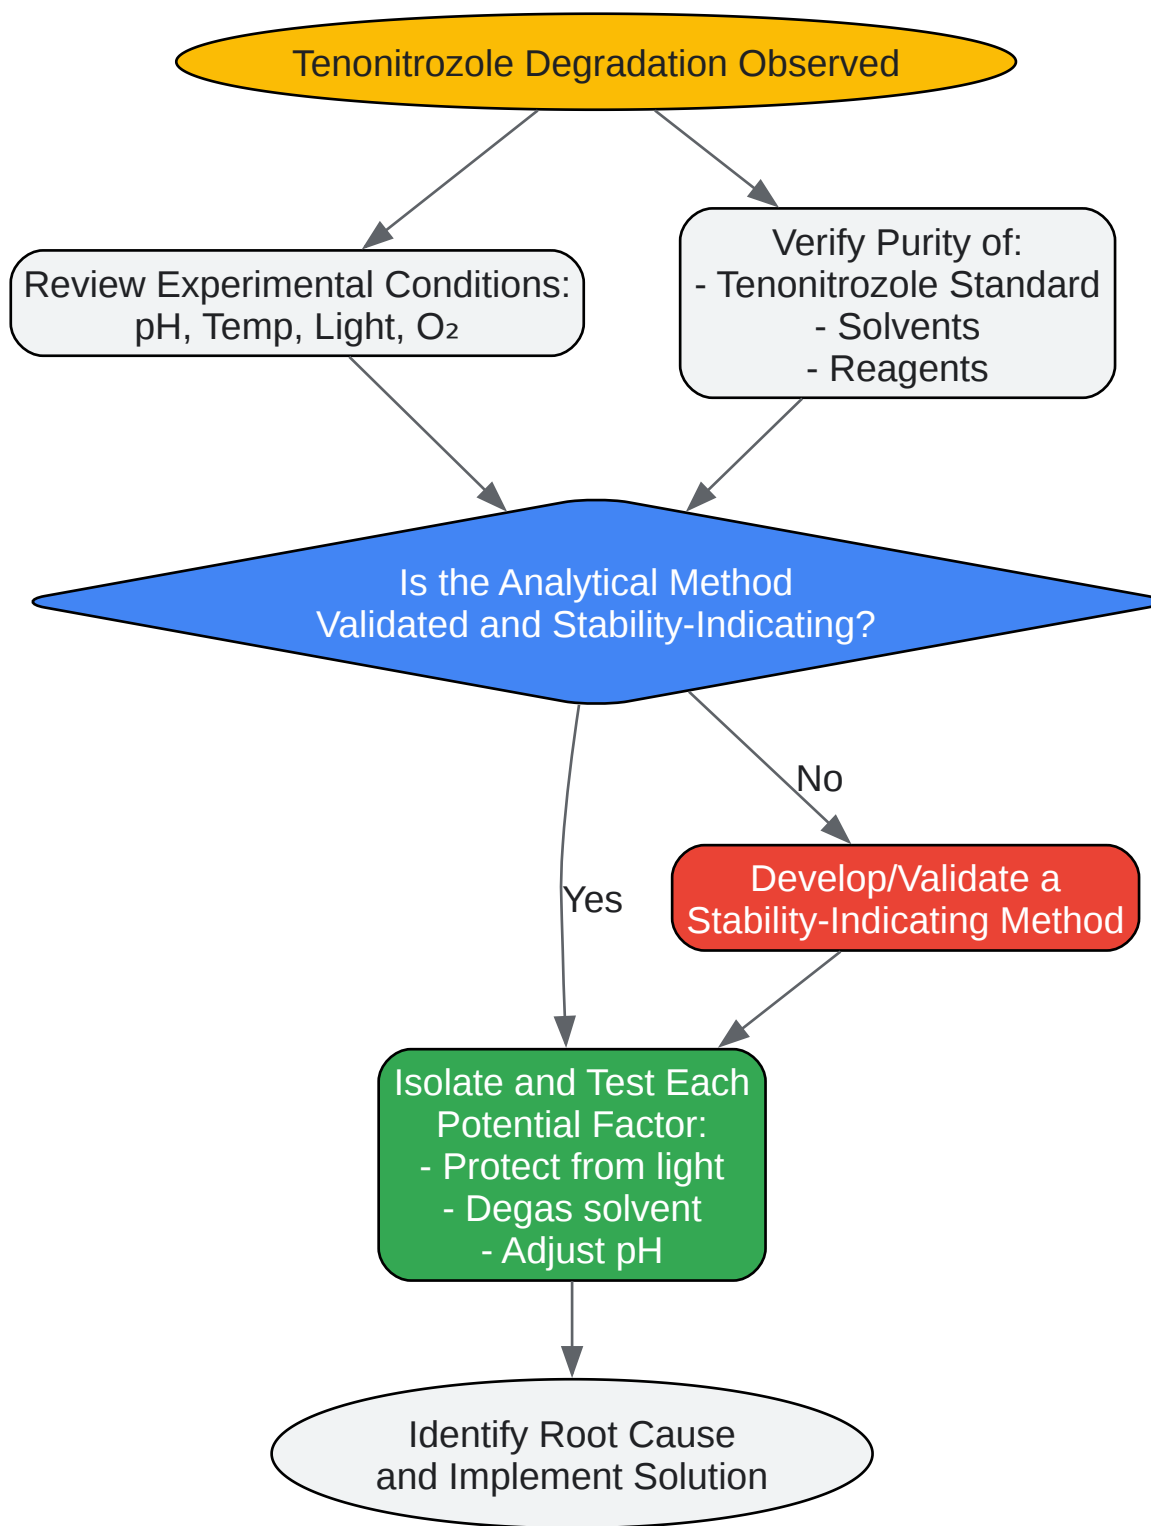 Tenonitrozole Degradation Observed
Review Experimental Conditions:
pH, Temp, Light, O₂
Verify Purity of:
- Tenonitrozole Standard
- Solvents
- Reagents
Is the Analytical Method
Validated and Stability-Indicating?
No
Yes
Develop/Validate a
Stability-Indicating Method
Isolate and Test Each
Potential Factor:
- Protect from light
- Degas solvent
- Adjust pH
Identify Root Cause
and Implement Solution